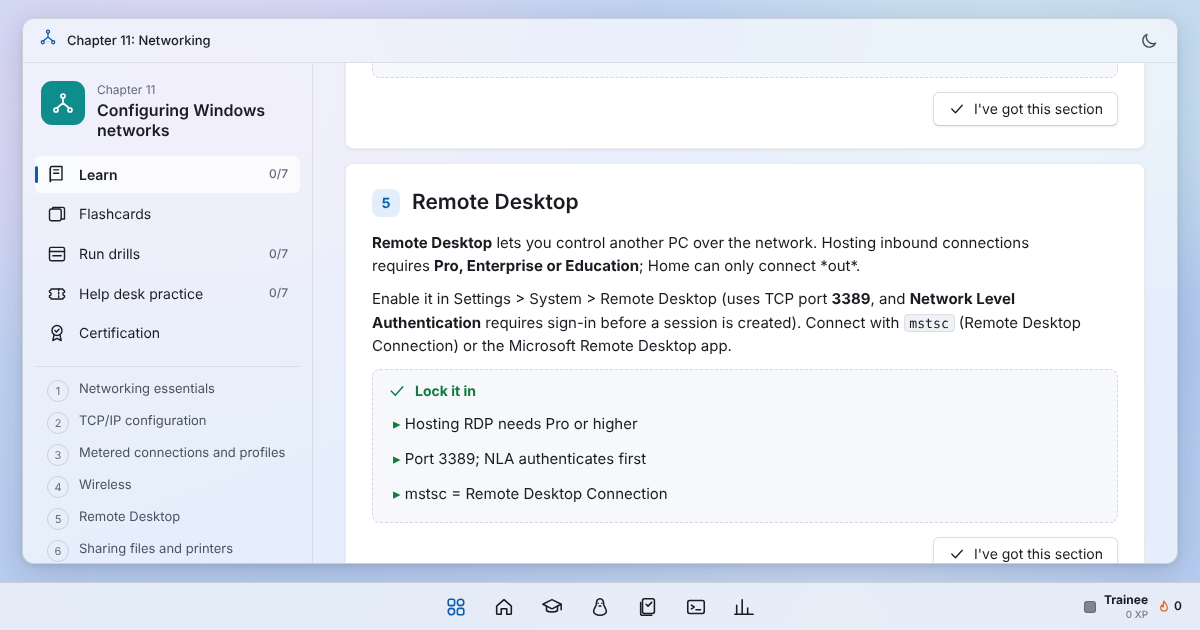 Chapter 11: Networking
Chapter 11
Configuring Windows
networks
Learn 0/7
Flashcards
Run drills 0/7
Help desk practice 0/7
Certification
1 Networking essentials
2 TCP/IP configuration
3 Metered connections and profiles
4 Wireless
5 Remote Desktop
6 Sharing files and printers
I've got this section
5 Remote Desktop
Remote Desktop lets you control another PC over the network. Hosting inbound connections
requires Pro, Enterprise or Education; Home can only connect *out*.
Enable it in Settings > System > Remote Desktop (uses TCP port 3389, and Network Level
Authentication requires sign-in before a session is created). Connect with mstsc (Remote Desktop
Connection) or the Microsoft Remote Desktop app.
Lock it in
▸ Hosting RDP needs Pro or higher
▸ Port 3389; NLA authenticates first
▸ mstsc = Remote Desktop Connection
I've got this section
Trainee
0 XP
0